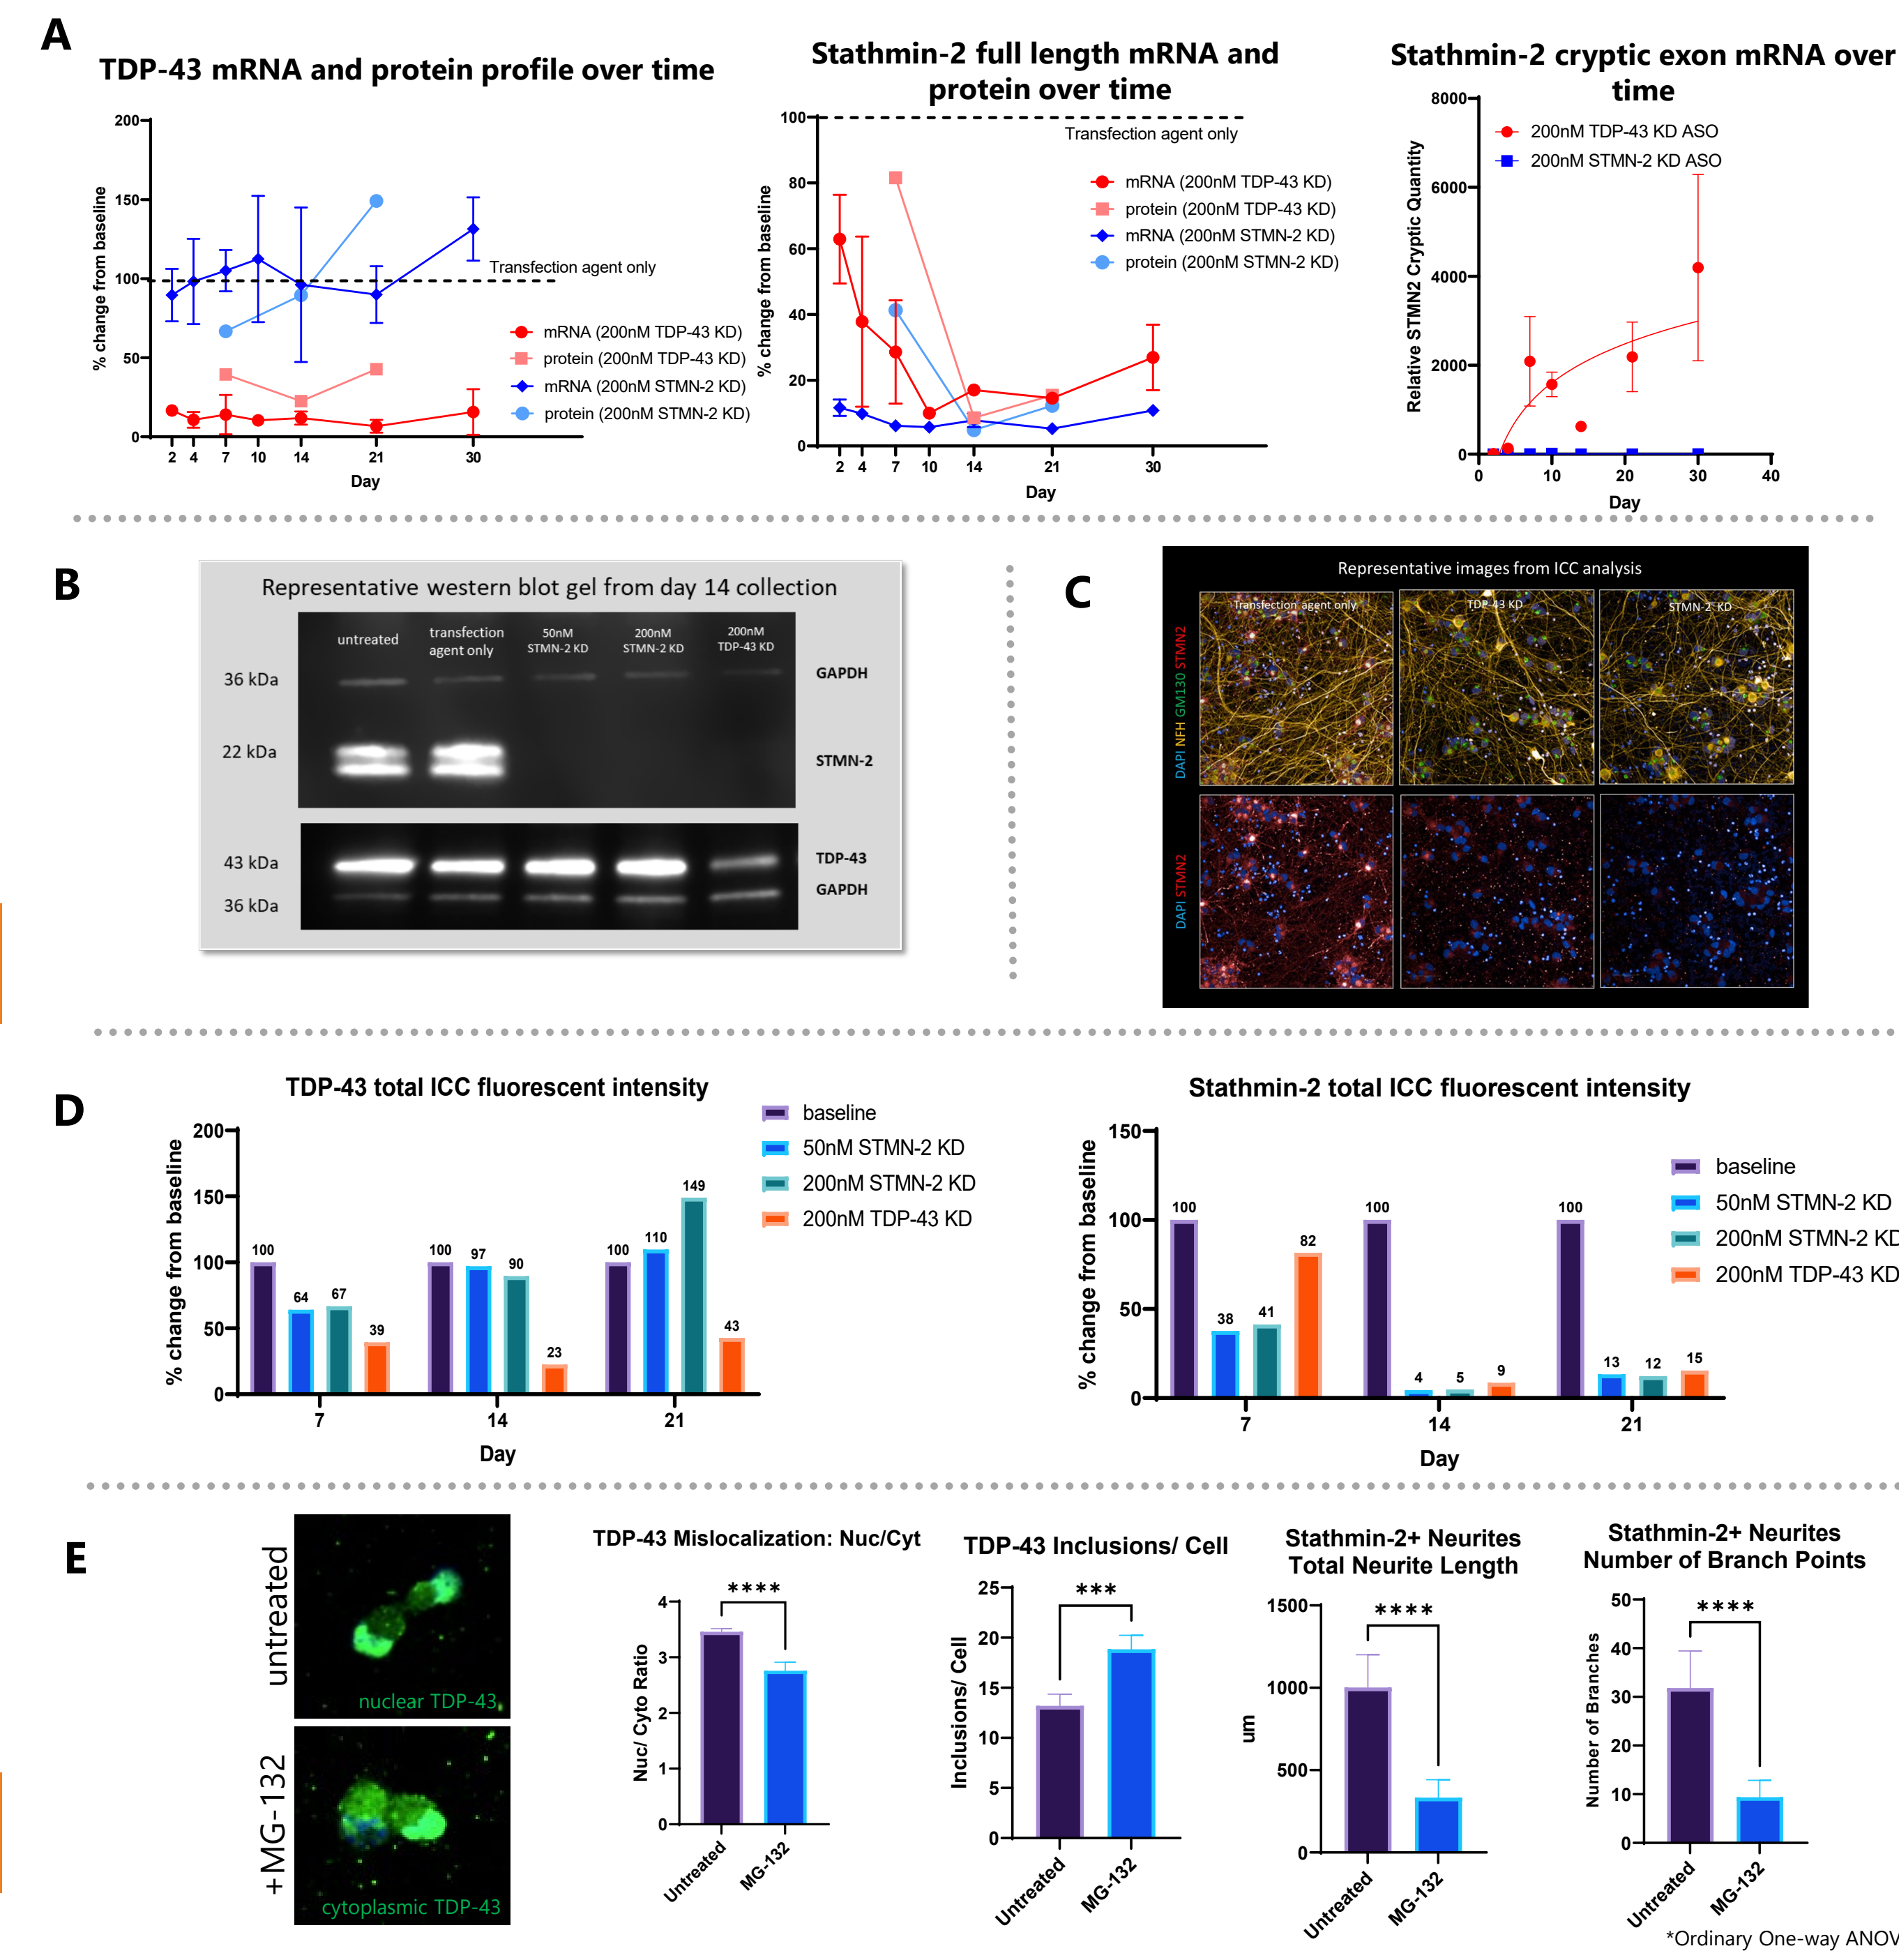 A
TDP-43 mRNA and protein profile over time
200
150
100
50
0
% change from baseline
2 4 7 10 14 21 30
Day
Transfection agent only
mRNA (200nM TDP-43 KD)
protein (200nM TDP-43 KD)
mRNA (200nM STMN-2 KD)
protein (200nM STMN-2 KD)
Stathmin-2 full length mRNA and
protein over time
100
80
60
40
20
0
% change from baseline
2 4 7 10 14 21 30
Day
Transfection agent only
mRNA (200nM TDP-43 KD)
protein (200nM TDP-43 KD)
mRNA (200nM STMN-2 KD)
protein (200nM STMN-2 KD)
Stathmin-2 cryptic exon mRNA over
time
8000
6000
4000
2000
0
Relative STMN2 Cryptic Quantity
0 10 20 30 40
Day
200nM TDP-43 KD ASO
200nM STMN-2 KD ASO
B
Representative western blot gel from day 14 collection
untreated
transfection
agent only
50nM
STMN-2 KD
200nM
STMN-2 KD
200nM
TDP-43 KD
36 kDa
GAPDH
22 kDa
STMN-2
43 kDa
TDP-43
GAPDH
36 kDa
C
Representative images from ICC analysis
Transfection agent only
TDP-43 KD
STMN-2 KD
DAPI NFH GM130 STMN2
DAPI STMN2
D
TDP-43 total ICC fluorescent intensity
200
150
100
50
0
% change from baseline
100 64 67 39
100 97 90 23
100 110 149 43
7 14 21
Day
baseline
50nM STMN-2 KD
200nM STMN-2 KD
200nM TDP-43 KD
Stathmin-2 total ICC fluorescent intensity
150
100
50
0
% change from baseline
100 38 41 82
100 4 5 9
100 13 12 15
7 14 21
Day
baseline
50nM STMN-2 KD
200nM STMN-2 KD
200nM TDP-43 KD
E
untreated
nuclear TDP-43
+MG-132
cytoplasmic TDP-43
TDP-43 Mislocalization: Nuc/Cyt
****
4
3
2
1
0
Nuc/ Cyto Ratio
Untreated
MG-132
TDP-43 Inclusions/ Cell
***
25
20
15
10
5
0
Inclusions/ Cell
Untreated
MG-132
Stathmin-2+ Neurites
Total Neurite Length
****
1500
1000
500
0
um
Untreated
MG-132
Stathmin-2+ Neurites
Number of Branch Points
****
50
40
30
20
10
0
Number of Branches
Untreated
MG-132
*Ordinary One-way ANOV